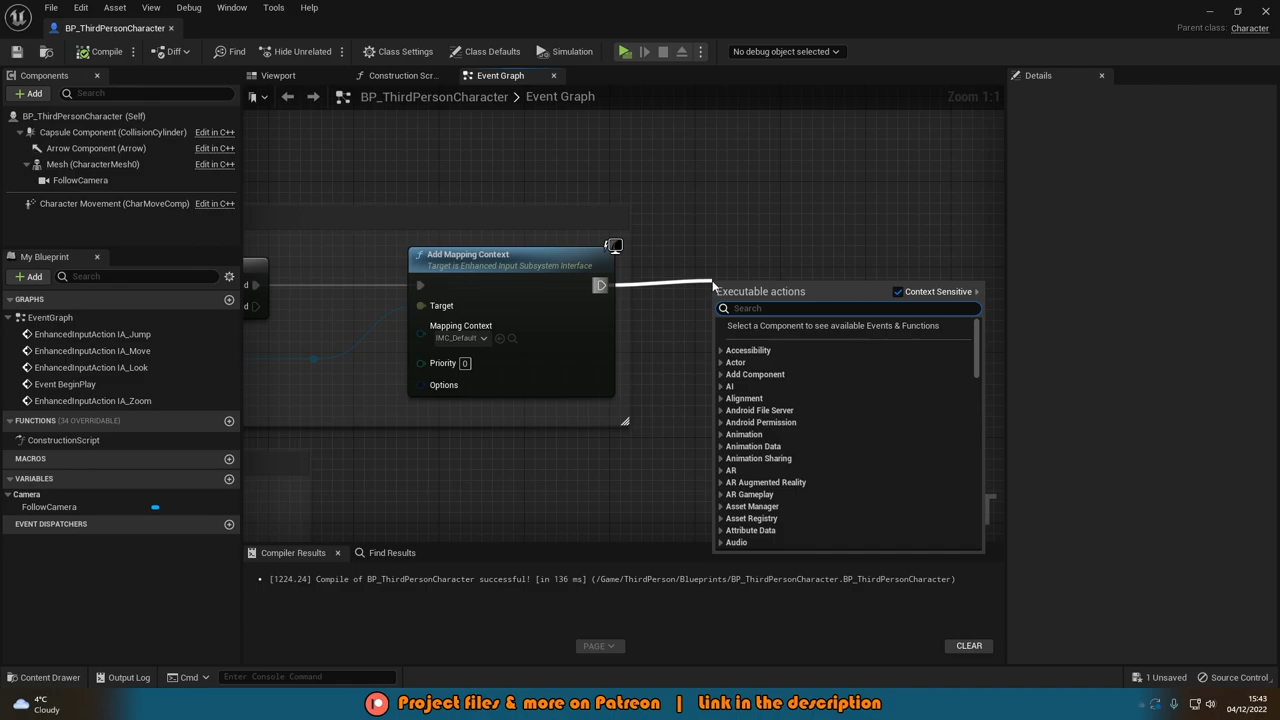 File Edit Asset View Debug Window Tools Help
BP_ThirdPersonCharacter
Parent class: Character
Compile Diff Find Hide Unrelated Class Settings Class Defaults Simulation No debug object selected
Components
Viewport Construction Scr... Event Graph
Details
Add Search
BP_ThirdPersonCharacter > Event Graph
Zoom 1:1
BP_ThirdPersonCharacter (Self)
Capsule Component (CollisionCylinder) Edit in C++
Arrow Component (Arrow) Edit in C++
Mesh (CharacterMesh0) Edit in C++
FollowCamera
Character Movement (CharMoveComp) Edit in C++
My Blueprint
Add Search
GRAPHS
EventGraph
EnhancedInputAction IA_Jump
EnhancedInputAction IA_Move
EnhancedInputAction IA_Look
Event BeginPlay
EnhancedInputAction IA_Zoom
FUNCTIONS (34 OVERRIDABLE)
ConstructionScript
MACROS
VARIABLES
Camera
FollowCamera
EVENT DISPATCHERS
d
d
Add Mapping Context
Target is Enhanced Input Subsystem Interface
Target
Mapping Context
IMC_Default
Priority 0
Options
Executable actions Context Sensitive
Search
Select a Component to see available Events & Functions
Accessibility
Actor
Add Component
AI
Alignment
Android File Server
Android Permission
Animation
Animation Data
Animation Sharing
AR
AR Augmented Reality
AR Gameplay
Asset Manager
Asset Registry
Attribute Data
Audio
Compiler Results Find Results
[1224.24] Compile of BP_ThirdPersonCharacter successful! [in 136 ms] (/Game/ThirdPerson/Blueprints/BP_ThirdPersonCharacter.BP_ThirdPersonCharacter)
PAGE
CLEAR
Content Drawer Output Log Cmd Enter Console Command
1 Unsaved Source Control
4°C
Cloudy
Project files & more on Patreon | Link in the description
15:43
04/12/2022